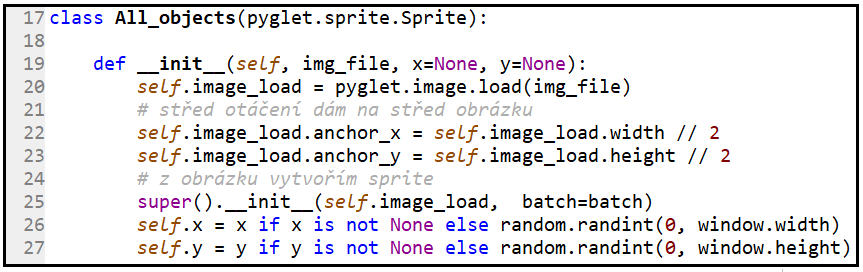 17 class All_objects(pyglet.sprite.Sprite):
18
19     def __init__(self, img_file, x=None, y=None):
20         self.image_load = pyglet.image.load(img_file)
21         # střed otáčení dám na střed obrázku
22         self.image_load.anchor_x = self.image_load.width // 2
23         self.image_load.anchor_y = self.image_load.height // 2
24         # z obrázku vytvořím sprite
25         super().__init__(self.image_load,  batch=batch)
26         self.x = x if x is not None else random.randint(0, window.width)
27         self.y = y if y is not None else random.randint(0, window.height)